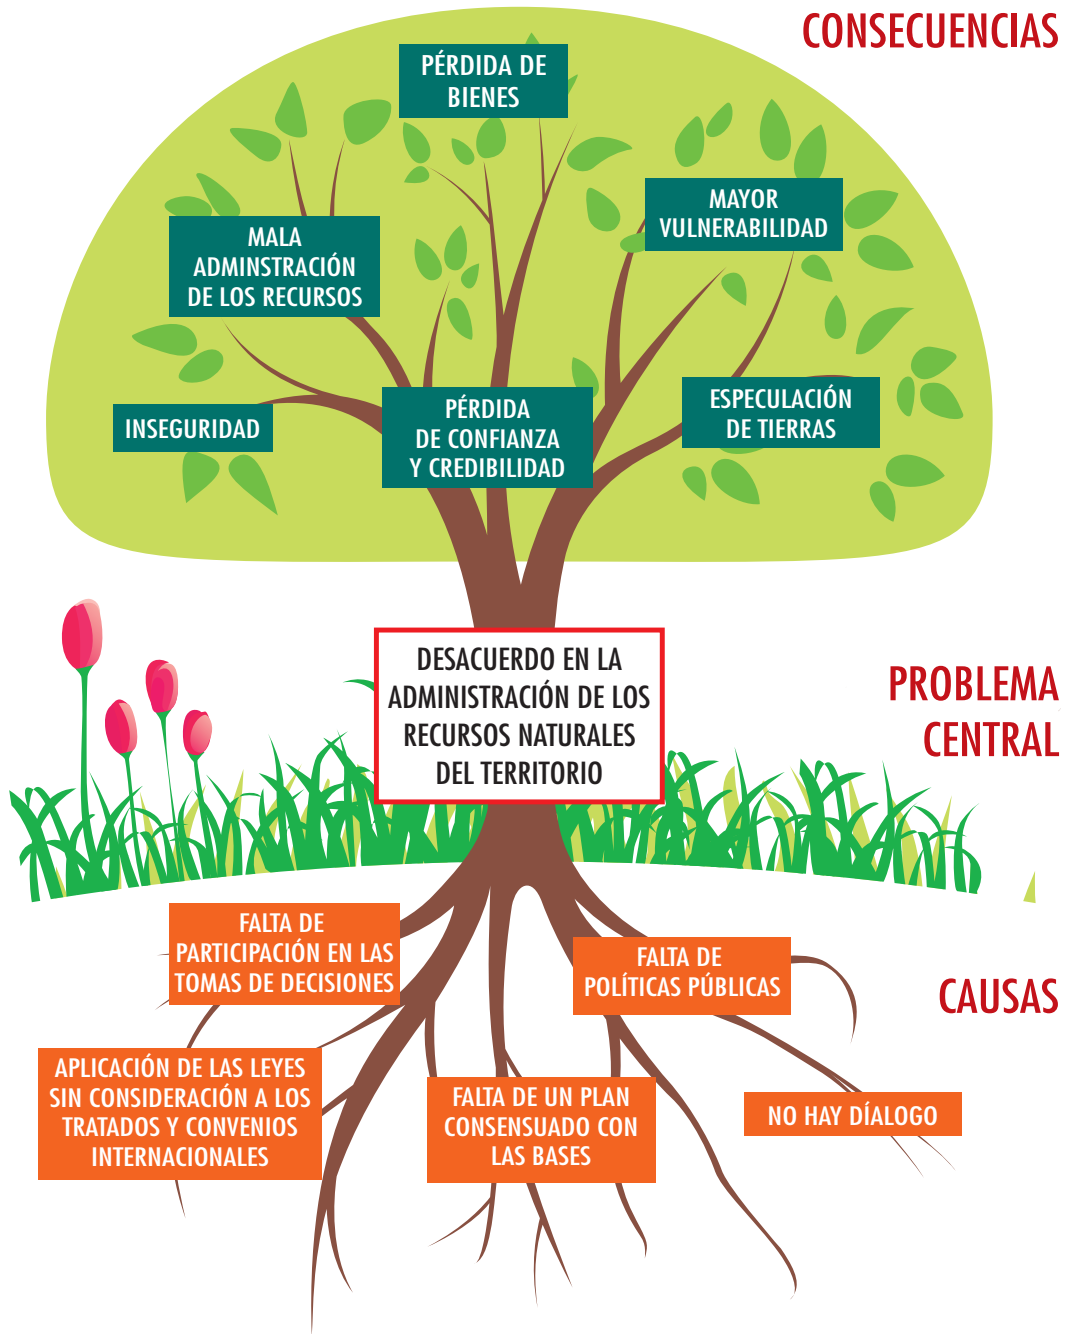 CONSECUENCIAS
PÉRDIDA DE
BIENES
MAYOR
VULNERABILIDAD
MALA
ADMINSTRACIÓN
DE LOS RECURSOS
INSEGURIDAD
PÉRDIDA
DE CONFIANZA
Y CREDIBILIDAD
ESPECULACIÓN
DE TIERRAS
DESACUERDO EN LA
ADMINISTRACIÓN DE LOS
RECURSOS NATURALES
DEL TERRITORIO
PROBLEMA
CENTRAL
FALTA DE
PARTICIPACIÓN EN LAS
TOMAS DE DECISIONES
FALTA DE
POLÍTICAS PÚBLICAS
CAUSAS
APLICACIÓN DE LAS LEYES
SIN CONSIDERACIÓN A LOS
TRATADOS Y CONVENIOS
INTERNACIONALES
FALTA DE UN PLAN
CONSENSUADO CON
LAS BASES
NO HAY DÍALOGO